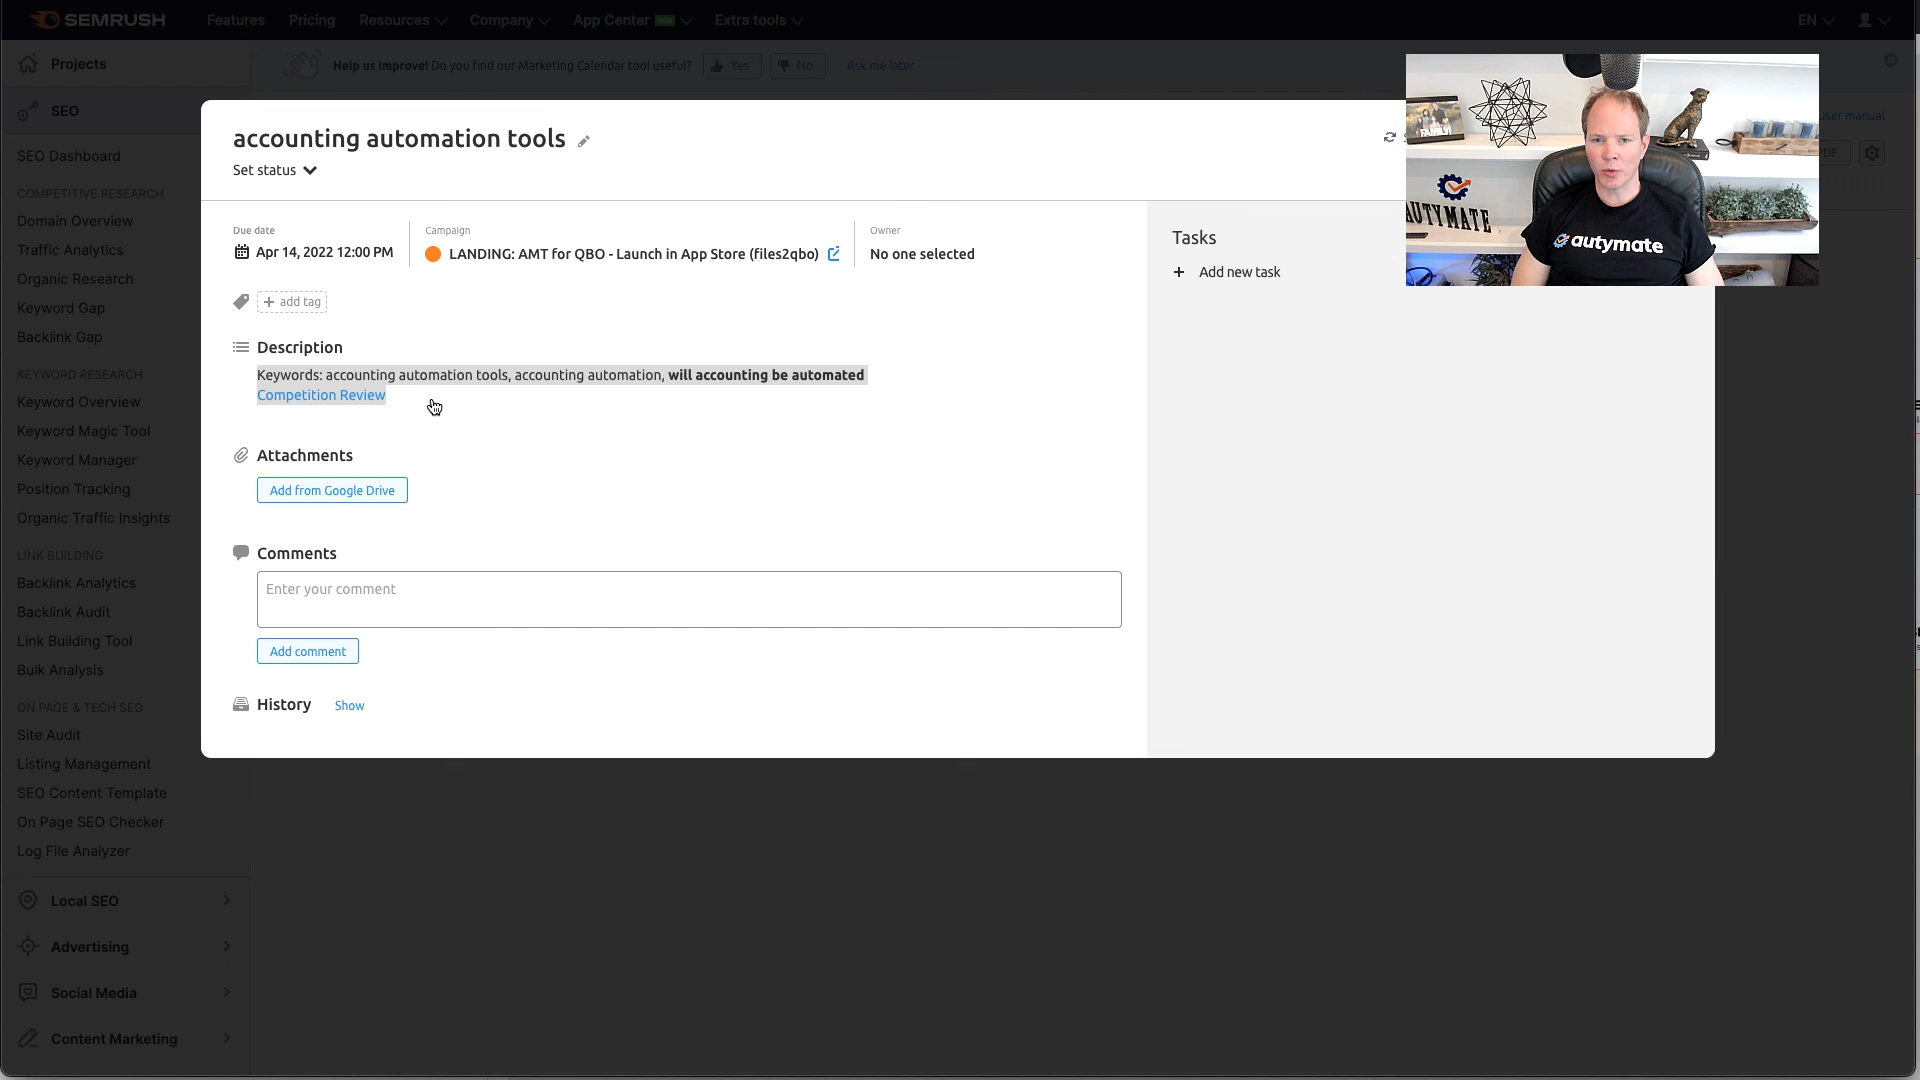 SEMRUSH
Features Pricing Resources Company App Center NEW Extra tools EN
Projects
Help us improve! Do you find our Marketing Calendar tool useful? Yes No Ask me later
SEO
User manual
PDF
SEO Dashboard
COMPETITIVE RESEARCH
Domain Overview
Traffic Analytics
Organic Research
Keyword Gap
Backlink Gap
KEYWORD RESEARCH
Keyword Overview
Keyword Magic Tool
Keyword Manager
Position Tracking
Organic Traffic Insights
LINK BUILDING
Backlink Analytics
Backlink Audit
Link Building Tool
Bulk Analysis
ON PAGE & TECH SEO
Site Audit
Listing Management
SEO Content Template
On Page SEO Checker
Log File Analyzer
Local SEO
Advertising
Social Media
Content Marketing
accounting automation tools
Set status
Due date
Apr 14, 2022 12:00 PM
Campaign
LANDING: AMT for QBO - Launch in App Store (files2qbo)
Owner
No one selected
+ add tag
Description
Keywords: accounting automation tools, accounting automation, will accounting be automated
Competition Review
Attachments
Add from Google Drive
Comments
Enter your comment
Add comment
History Show
Tasks
+ Add new task
FAMILY
AUTYMATE
autymate